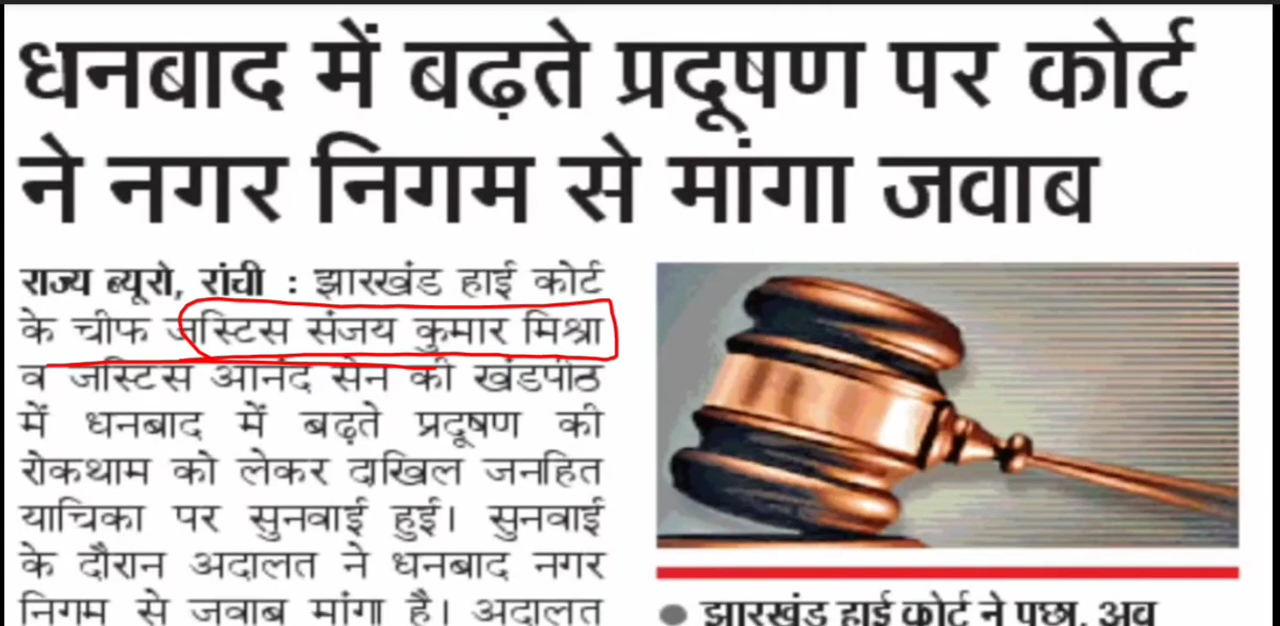 धनबाद में बढ़ते प्रदूषण पर कोर्ट
ने नगर निगम से मांगा जवाब
राज्य ब्यूरो, रांची : झारखंड हाई कोर्ट
के चीफ जस्टिस संजय कुमार मिश्रा
व जस्टिस आनंद सेन की खंडपीठ
में धनबाद में बढ़ते प्रदूषण की
रोकथाम को लेकर दाखिल जनहित
याचिका पर सुनवाई हुई। सुनवाई
के दौरान अदालत ने धनबाद नगर
निगम से जवाब मांगा है। अदालत
● झारखंड हाई कोर्ट ने पूछा, अब